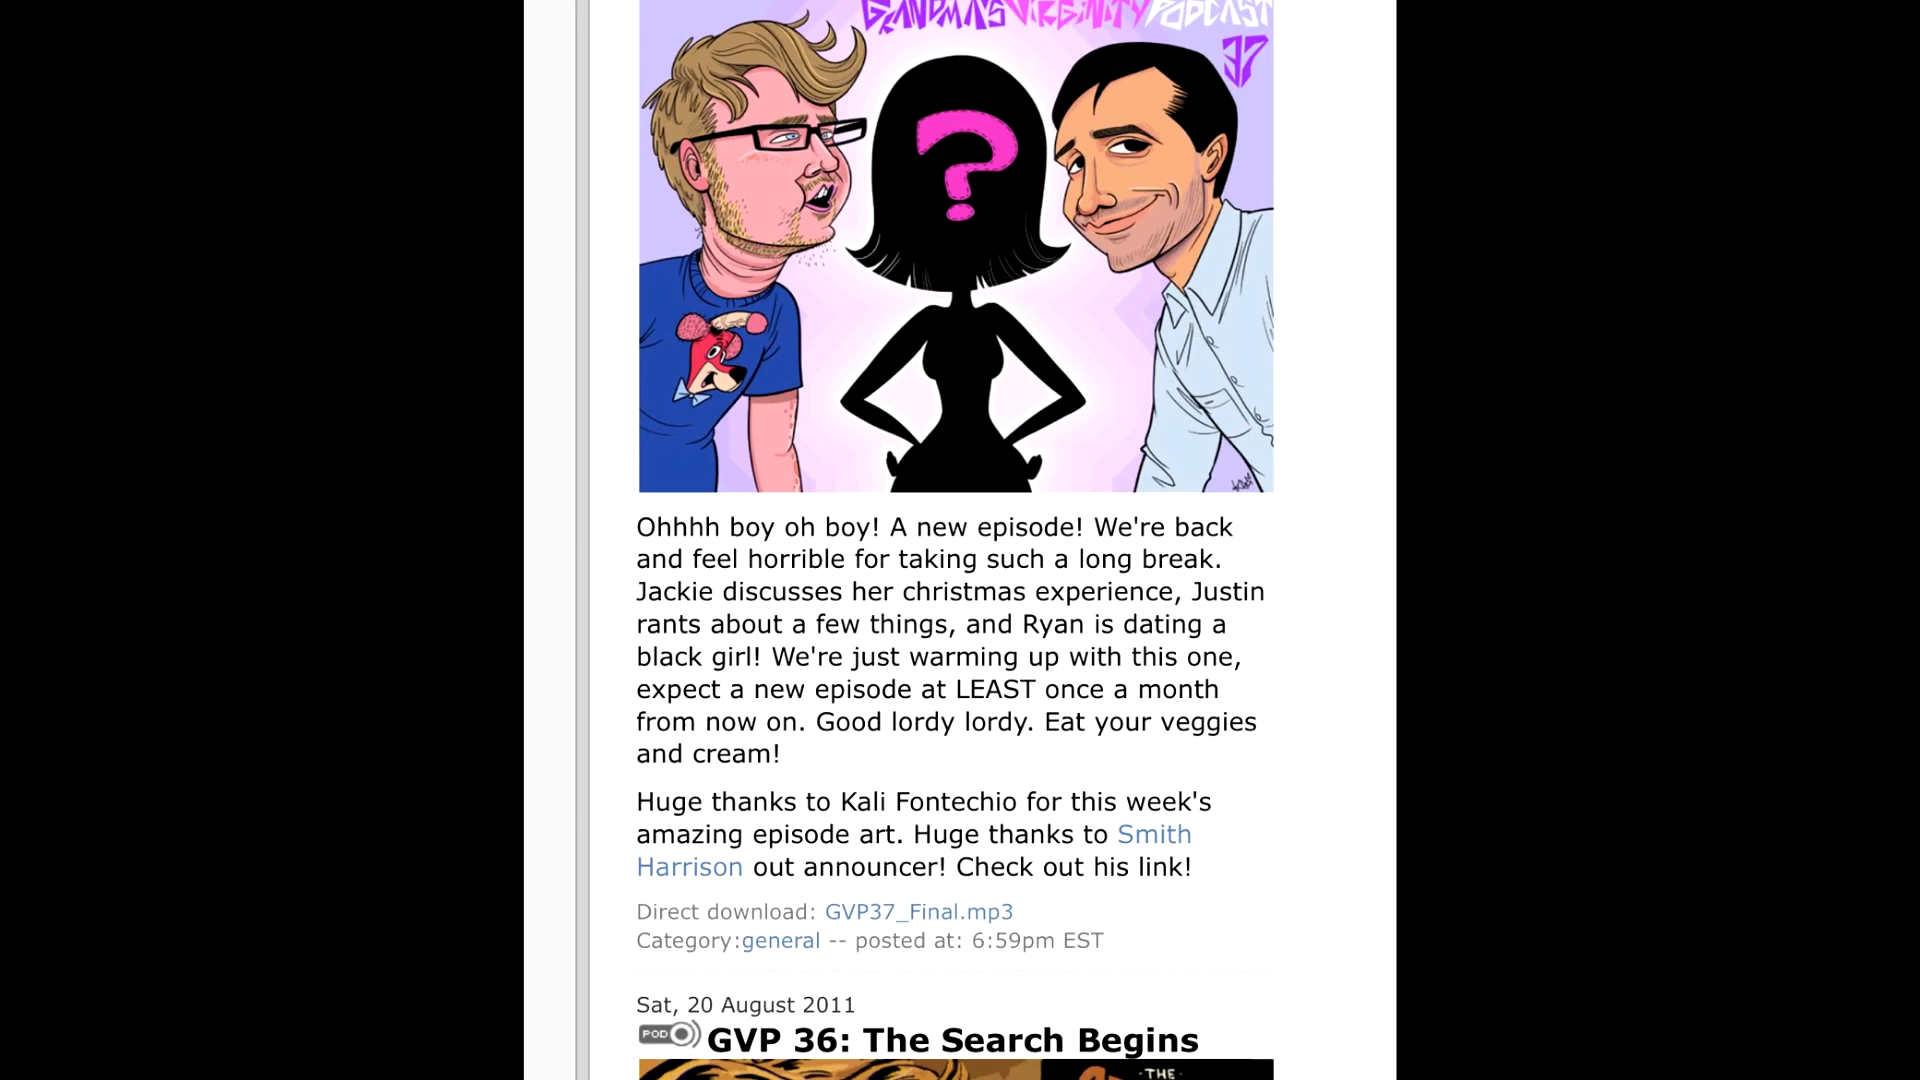 GRANDMA'S VIRGINITY PODCAST
37
Ohhhh boy oh boy! A new episode! We're back
and feel horrible for taking such a long break.
Jackie discusses her christmas experience, Justin
rants about a few things, and Ryan is dating a
black girl! We're just warming up with this one,
expect a new episode at LEAST once a month
from now on. Good lordy lordy. Eat your veggies
and cream!
Huge thanks to Kali Fontechio for this week's
amazing episode art. Huge thanks to Smith
Harrison out announcer! Check out his link!
Direct download: GVP37_Final.mp3
Category:general -- posted at: 6:59pm EST
Sat, 20 August 2011
POD GVP 36: The Search Begins
·THE·